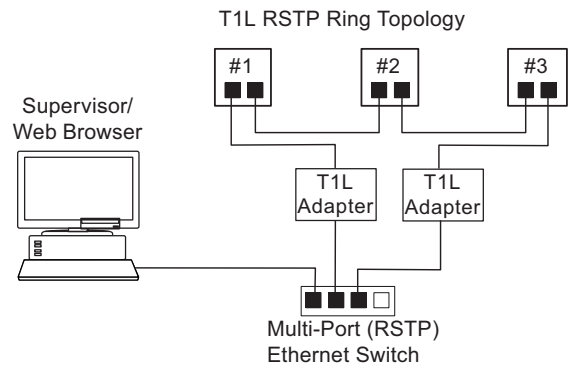 T1L RSTP Ring Topology
#1
#2
#3
Supervisor/
Web Browser
T1L
Adapter
T1L
Adapter
Multi-Port (RSTP)
Ethernet Switch